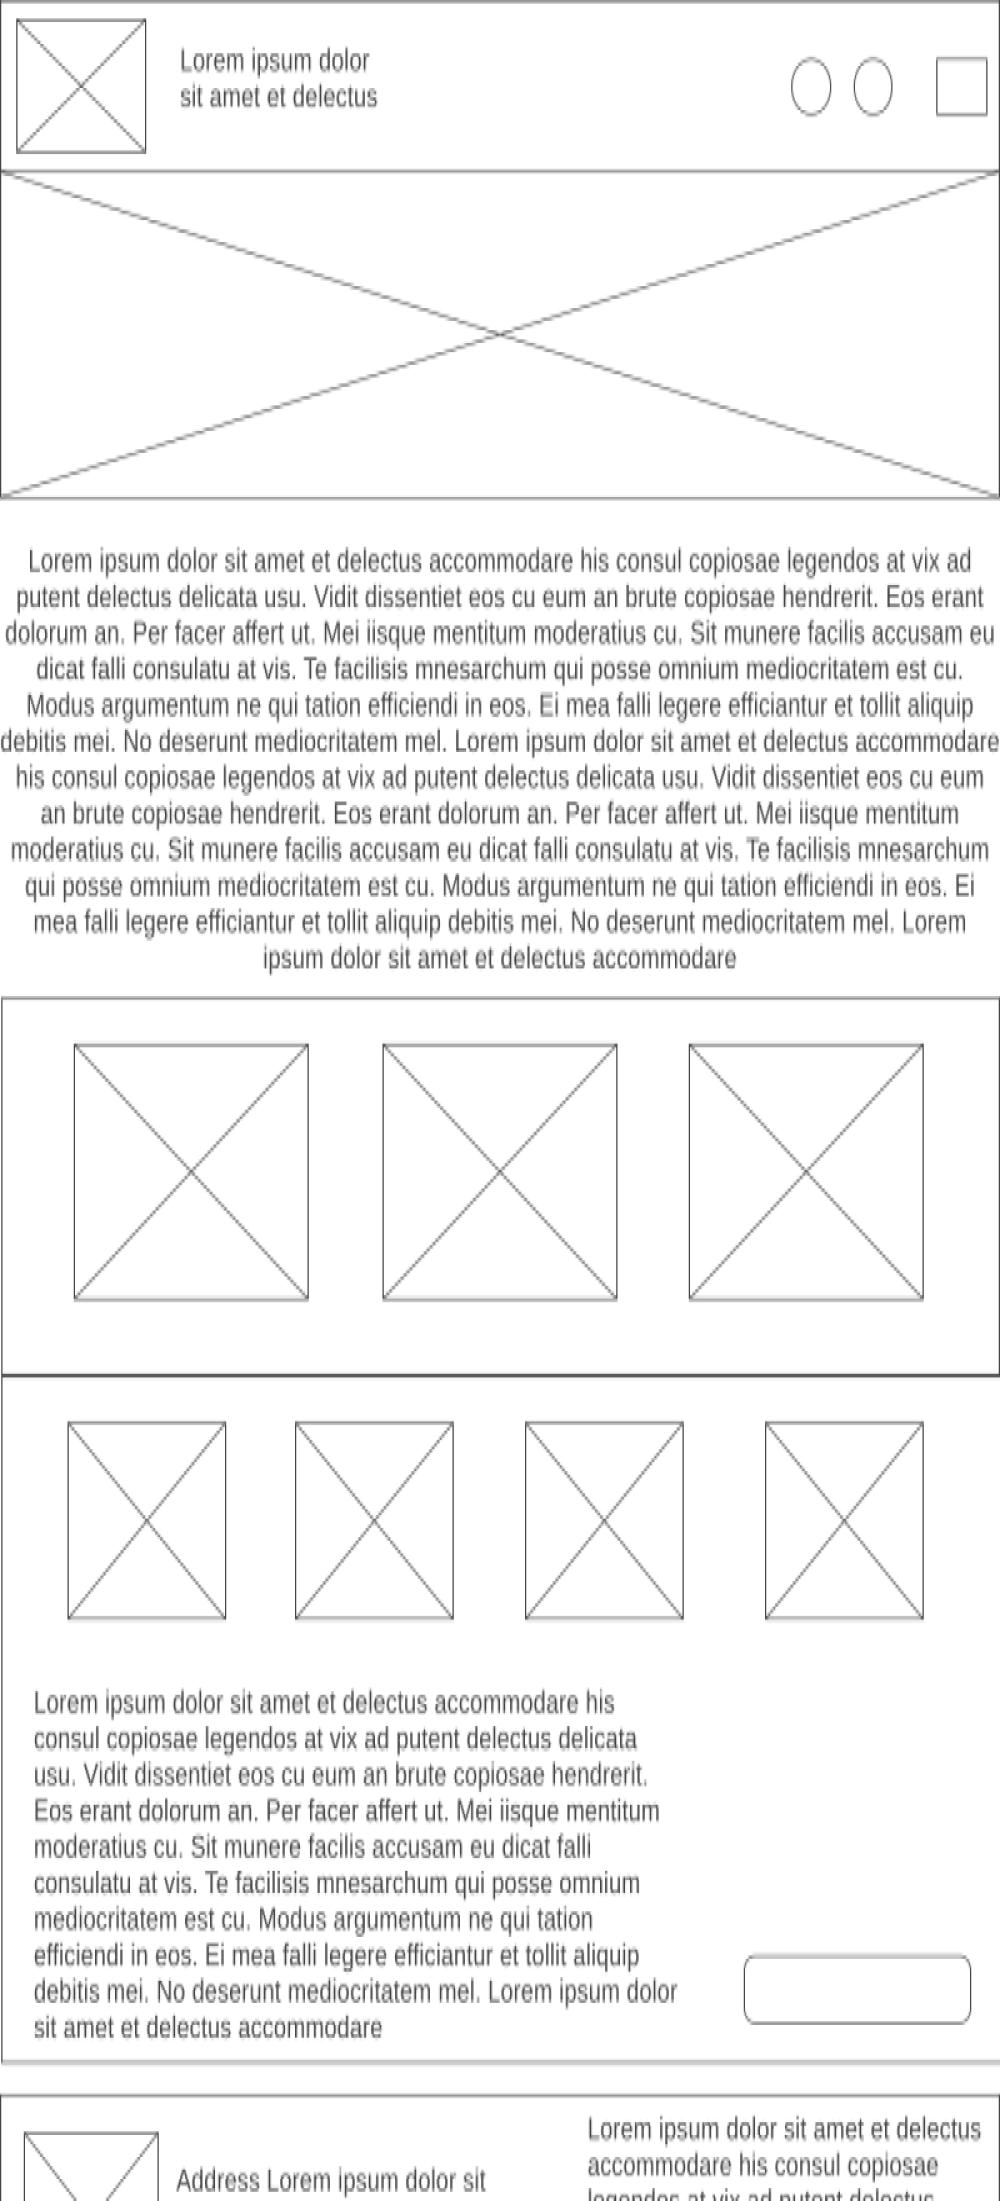 Lorem ipsum dolor
sit amet et delectus
Lorem ipsum dolor sit amet et delectus accommodare his consul copiosae legendos at vix ad
putent delectus delicata usu. Vidit dissentiet eos cu eum an brute copiosae hendrerit. Eos erant
dolorum an. Per facer affert ut. Mei iisque mentitum moderatius cu. Sit munere facilis accusam eu
dicat falli consulatu at vis. Te facilisis mnesarchum qui posse omnium mediocritatem est cu.
Modus argumentum ne qui tation efficiendi in eos. Ei mea falli legere efficiantur et tollit aliquip
debitis mei. No deserunt mediocritatem mel. Lorem ipsum dolor sit amet et delectus accommodare
his consul copiosae legendos at vix ad putent delectus delicata usu. Vidit dissentiet eos cu eum
an brute copiosae hendrerit. Eos erant dolorum an. Per facer affert ut. Mei iisque mentitum
moderatius cu. Sit munere facilis accusam eu dicat falli consulatu at vis. Te facilisis mnesarchum
qui posse omnium mediocritatem est cu. Modus argumentum ne qui tation efficiendi in eos. Ei
mea falli legere efficiantur et tollit aliquip debitis mei. No deserunt mediocritatem mel. Lorem
ipsum dolor sit amet et delectus accommodare
Lorem ipsum dolor sit amet et delectus accommodare his
consul copiosae legendos at vix ad putent delectus delicata
usu. Vidit dissentiet eos cu eum an brute copiosae hendrerit.
Eos erant dolorum an. Per facer affert ut. Mei iisque mentitum
moderatius cu. Sit munere facilis accusam eu dicat falli
consulatu at vis. Te facilisis mnesarchum qui posse omnium
mediocritatem est cu. Modus argumentum ne qui tation
efficiendi in eos. Ei mea falli legere efficiantur et tollit aliquip
debitis mei. No deserunt mediocritatem mel. Lorem ipsum dolor
sit amet et delectus accommodare
Address Lorem ipsum dolor sit
Lorem ipsum dolor sit amet et delectus
accommodare his consul copiosae
legendos at vix ad putent delectus